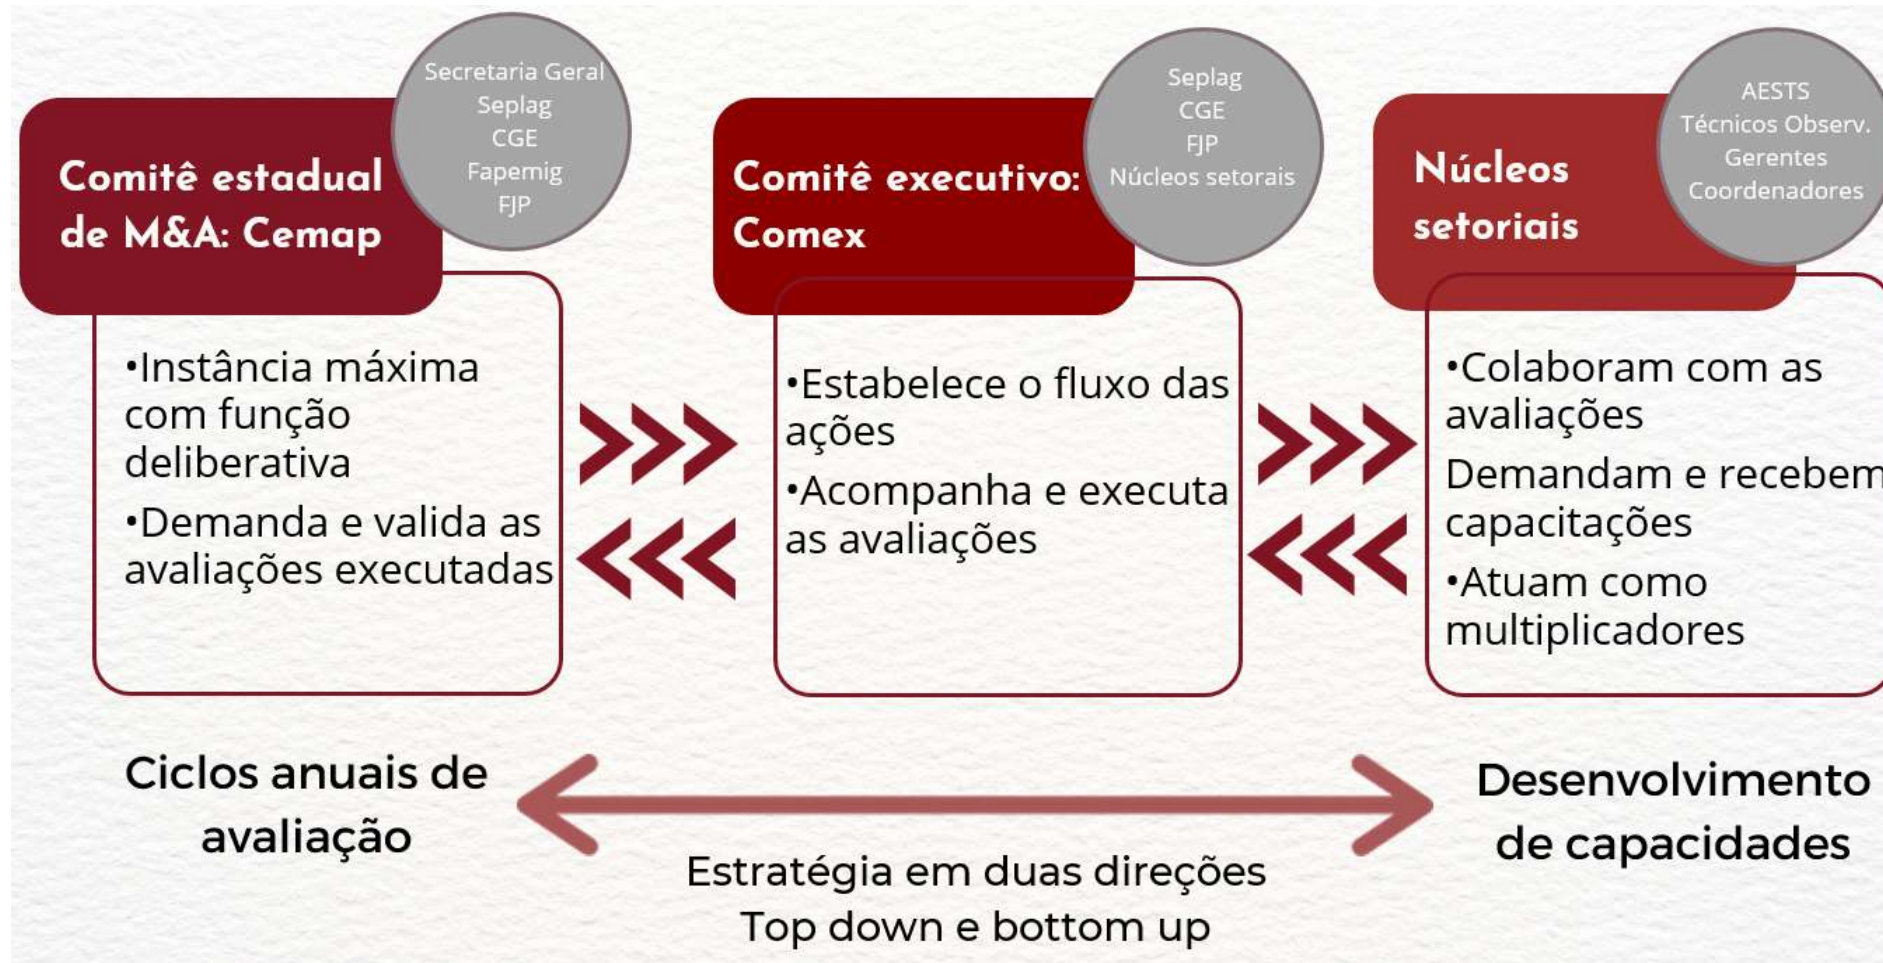 Secretaria Geral
Seplag
CGE
Fapemig
FJP
Comitê estadual
de M&A: Cemap
•Instância máxima
com função
deliberativa
•Demanda e valida as
avaliações executadas
Seplag
CGE
FJP
Núcleos setorais
Comitê executivo:
Comex
•Estabelece o fluxo das
ações
•Acompanha e executa
as avaliações
AESTS
Técnicos Observ.
Gerentes
Coordenadores
Núcleos
setoriais
•Colaboram com as
avaliações
Demandam e recebem
capacitações
•Atuam como
multiplicadores
Ciclos anuais de
avaliação
Estratégia em duas direções
Top down e bottom up
Desenvolvimento
de capacidades